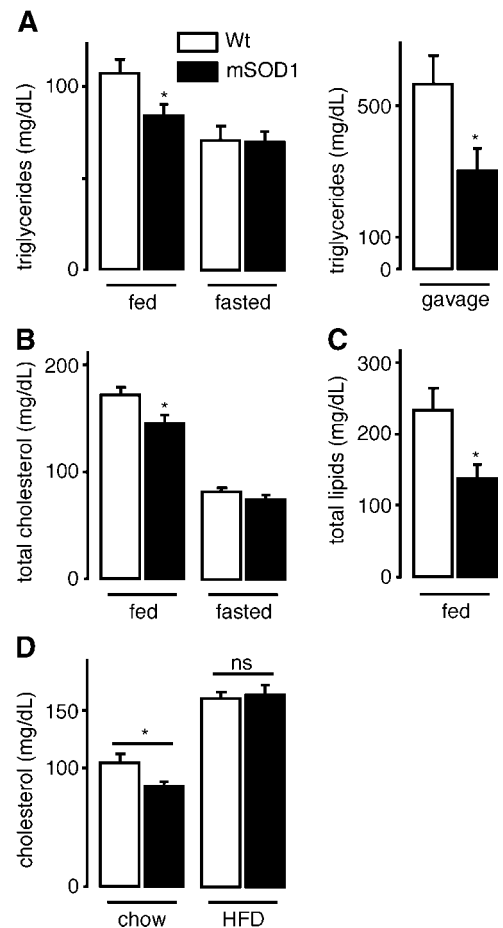 A
Wt
mSOD1
triglycerides (mg/dL)
100
0
*
fed
fasted
triglycerides (mg/dL)
500
100
0
*
gavage
B
total cholesterol (mg/dL)
200
100
0
*
fed
fasted
C
total lipids (mg/dL)
300
200
100
0
*
fed
D
cholesterol (mg/dL)
150
100
0
*
ns
chow
HFD